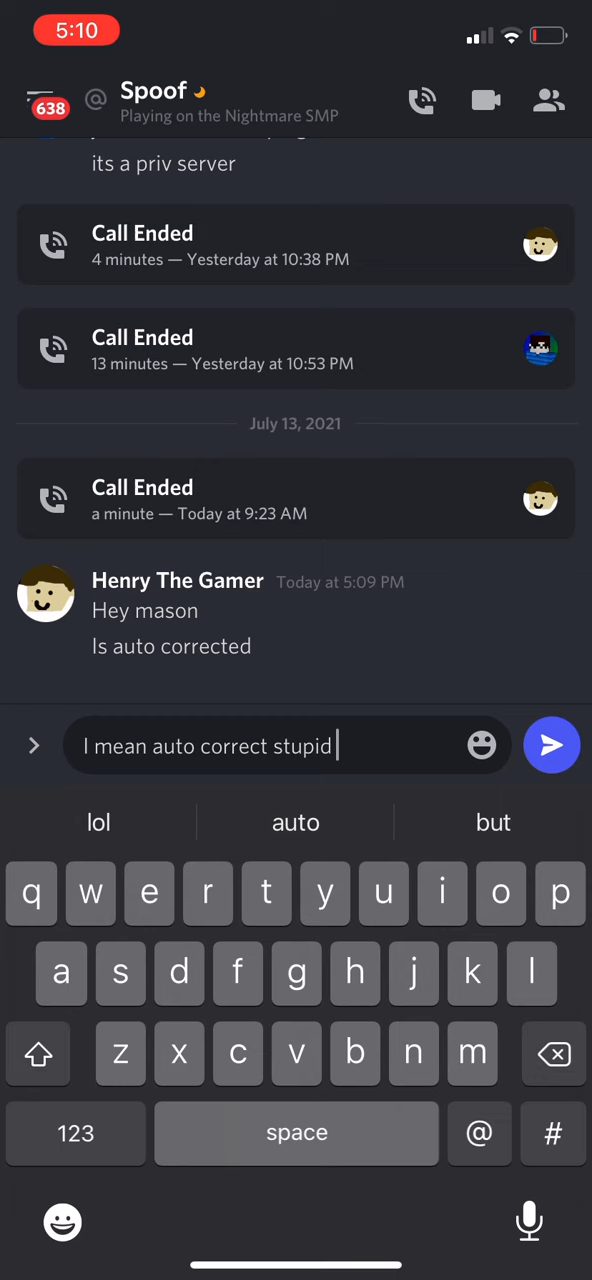 5:10
638
@ Spoof
Playing on the Nightmare SMP
its a priv server
Call Ended
4 minutes — Yesterday at 10:38 PM
Call Ended
13 minutes — Yesterday at 10:53 PM
July 13, 2021
Call Ended
a minute — Today at 9:23 AM
Henry The Gamer Today at 5:09 PM
Hey mason
Is auto corrected
I mean auto correct stupid
lol auto but
q w e r t y u i o p
a s d f g h j k l
z x c v b n m
123 space @ #